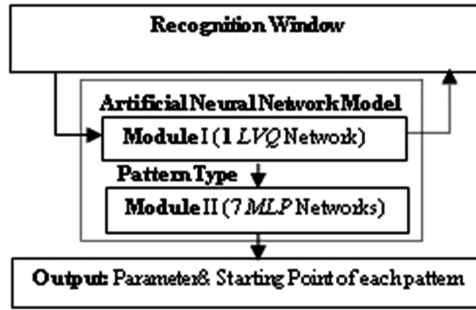 Recognition Window
Artificial Neural Network Model
Module I (1 LVQ Network)
Pattern Type
Module II (7 MLP Networks)
Output: Parameter& Starting Point of each pattern